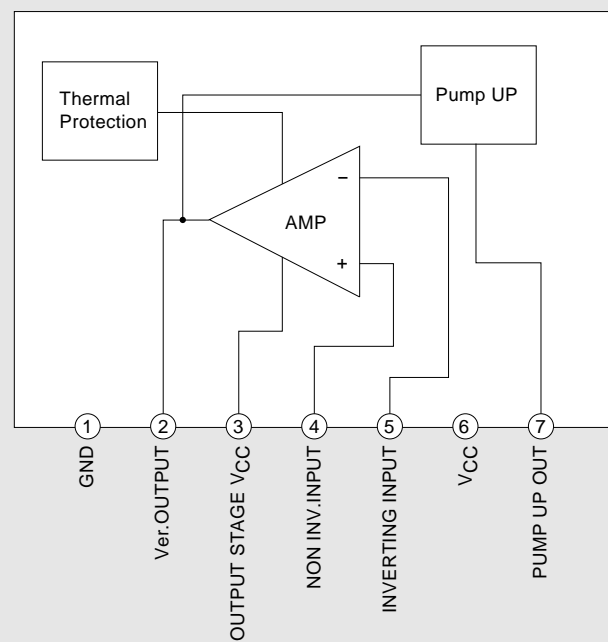 Thermal
Protection
Pump UP
−
AMP
+
1
2
3
4
5
6
7
GND
Ver.OUTPUT
OUTPUT STAGE VCC
NON INV.INPUT
INVERTING INPUT
VCC
PUMP UP OUT